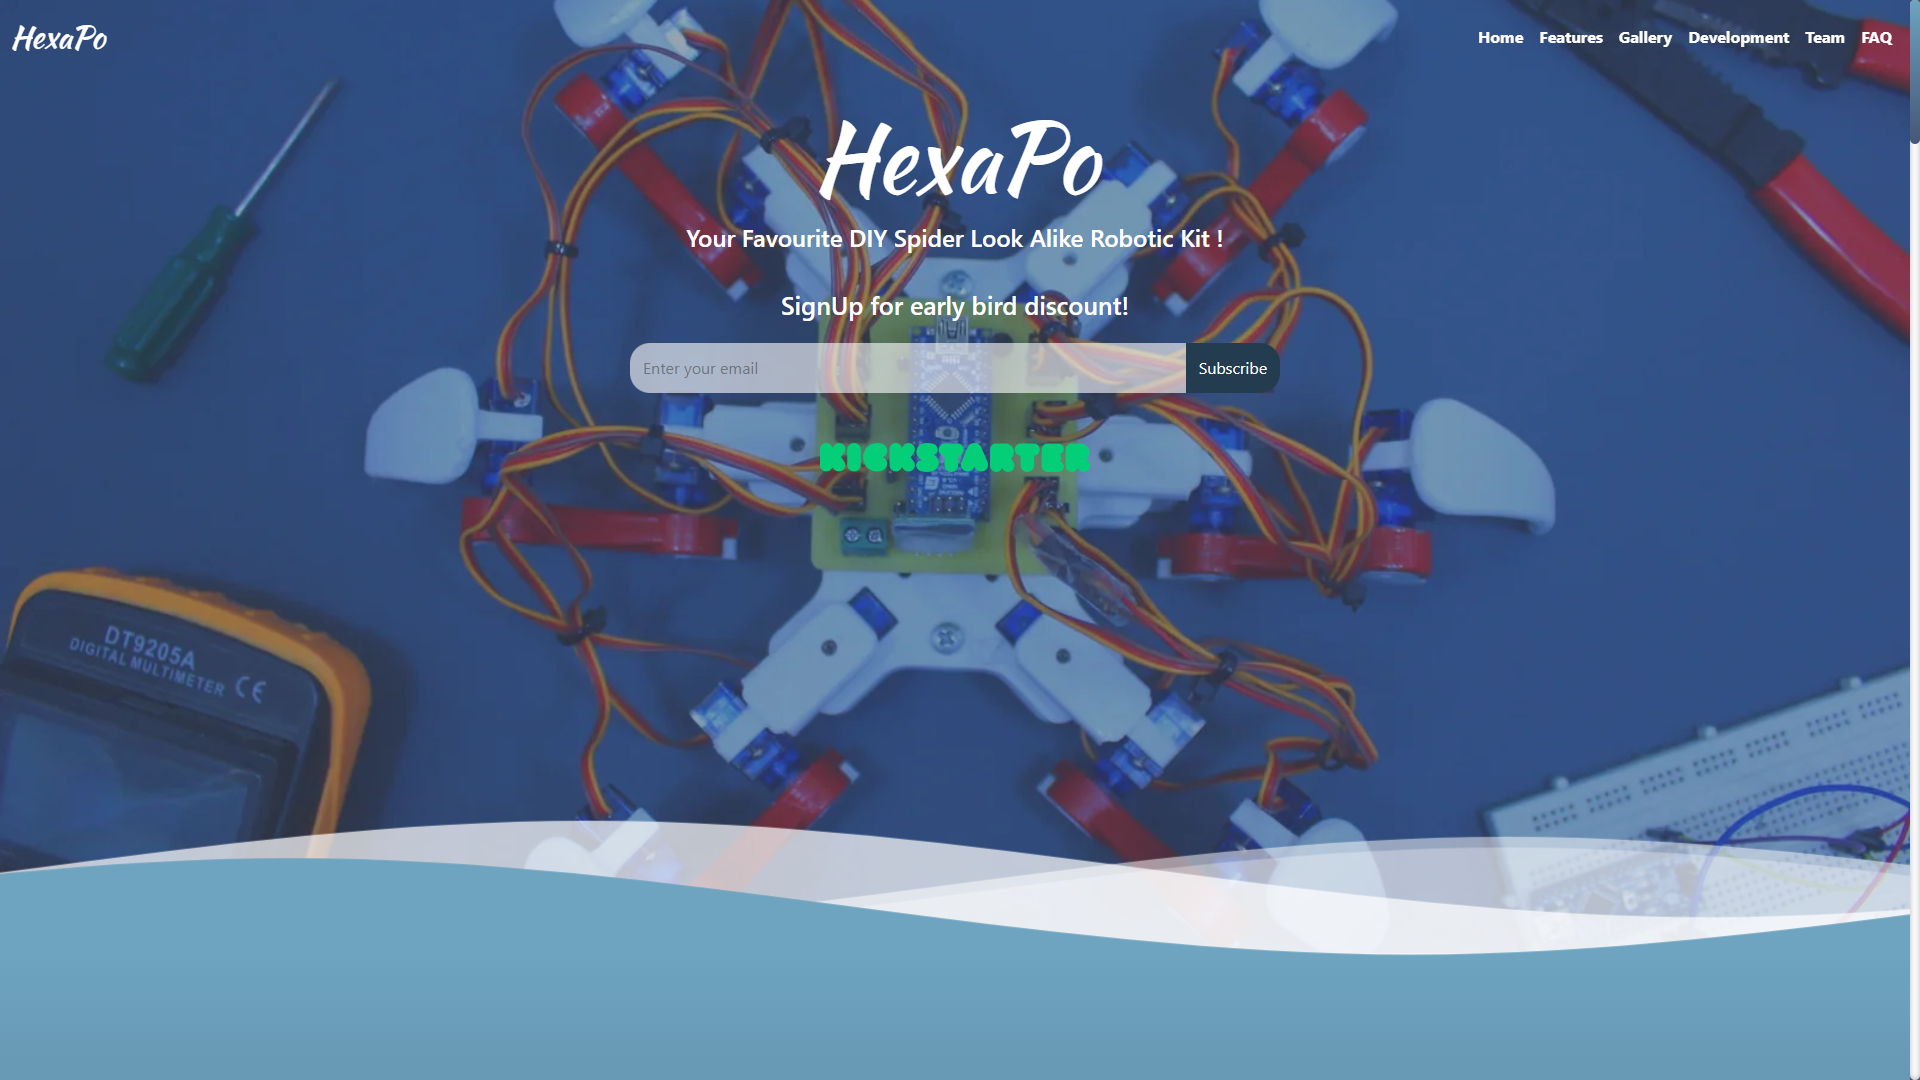 HexaPo
Home Features Gallery Development Team FAQ
HexaPo
Your Favourite DIY Spider Look Alike Robotic Kit !
SignUp for early bird discount!
Enter your email
Subscribe
KICKSTARTER
DT9205A
DIGITAL MULTIMETER CE